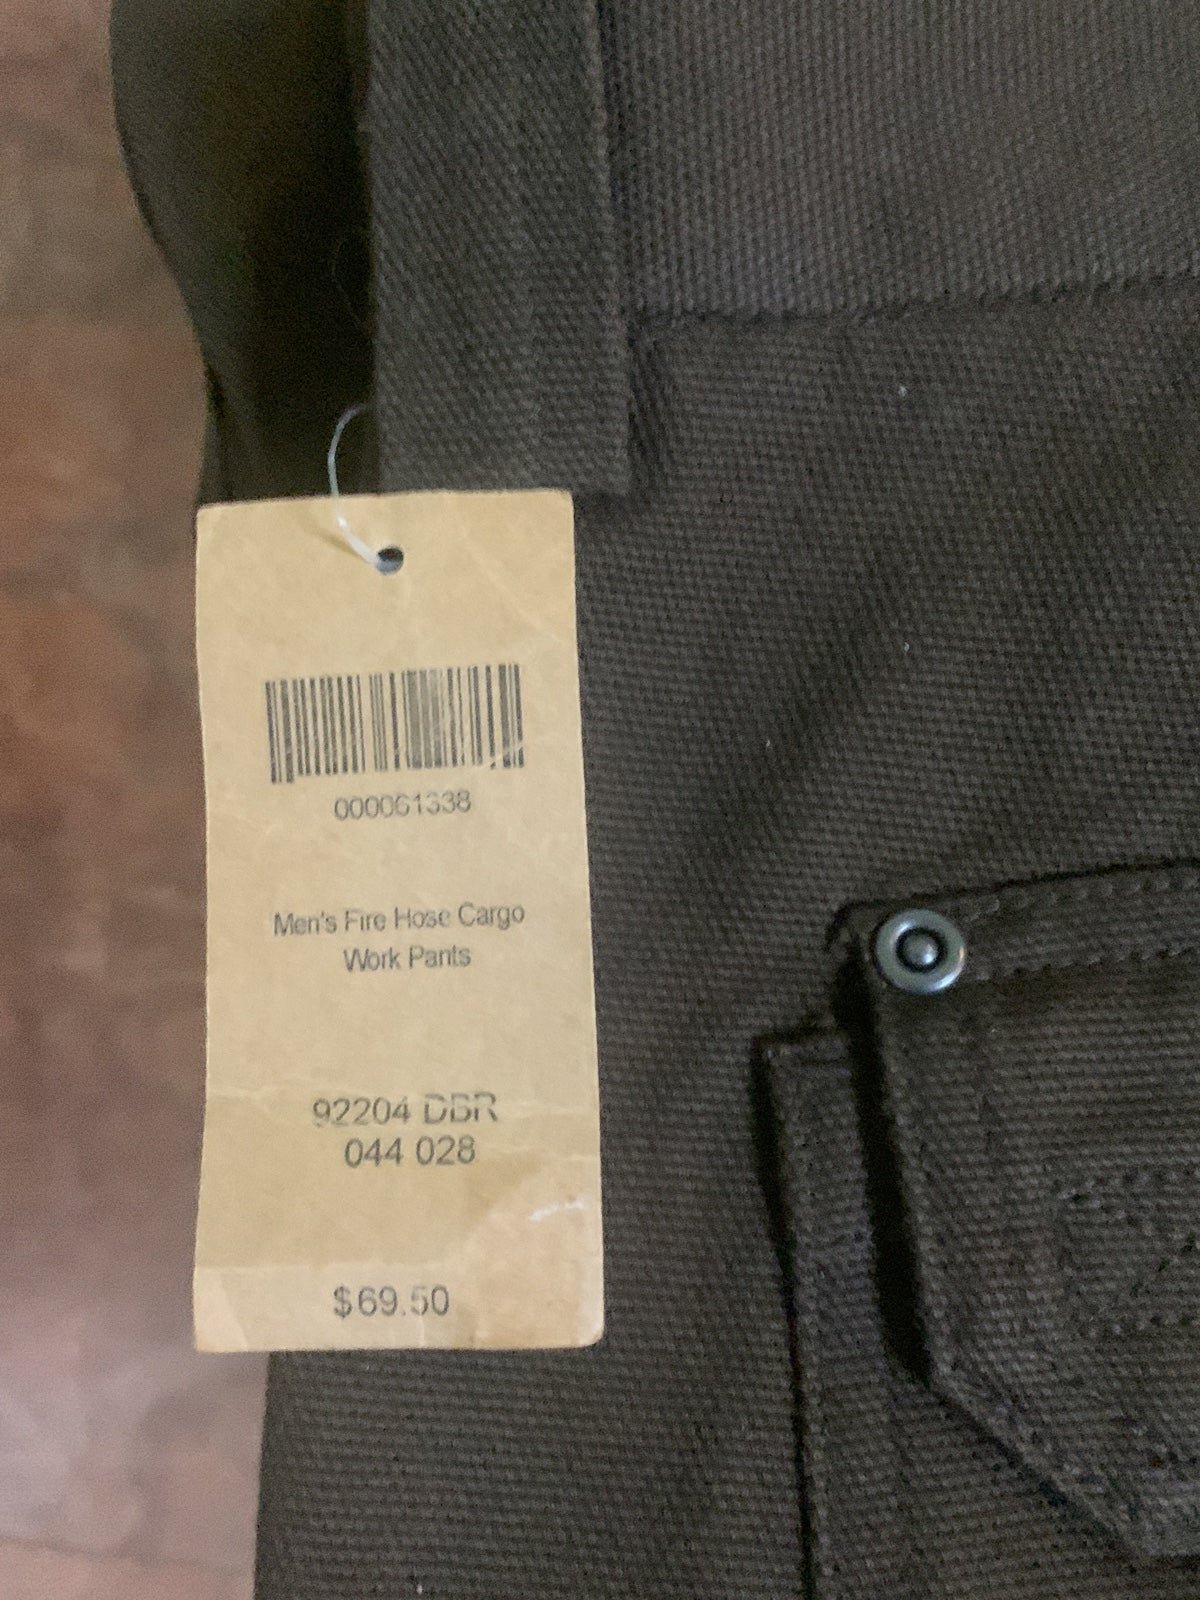 000061338
Men's Fire Hose Cargo
Work Pants
92204 DBR
044 028
$69.50